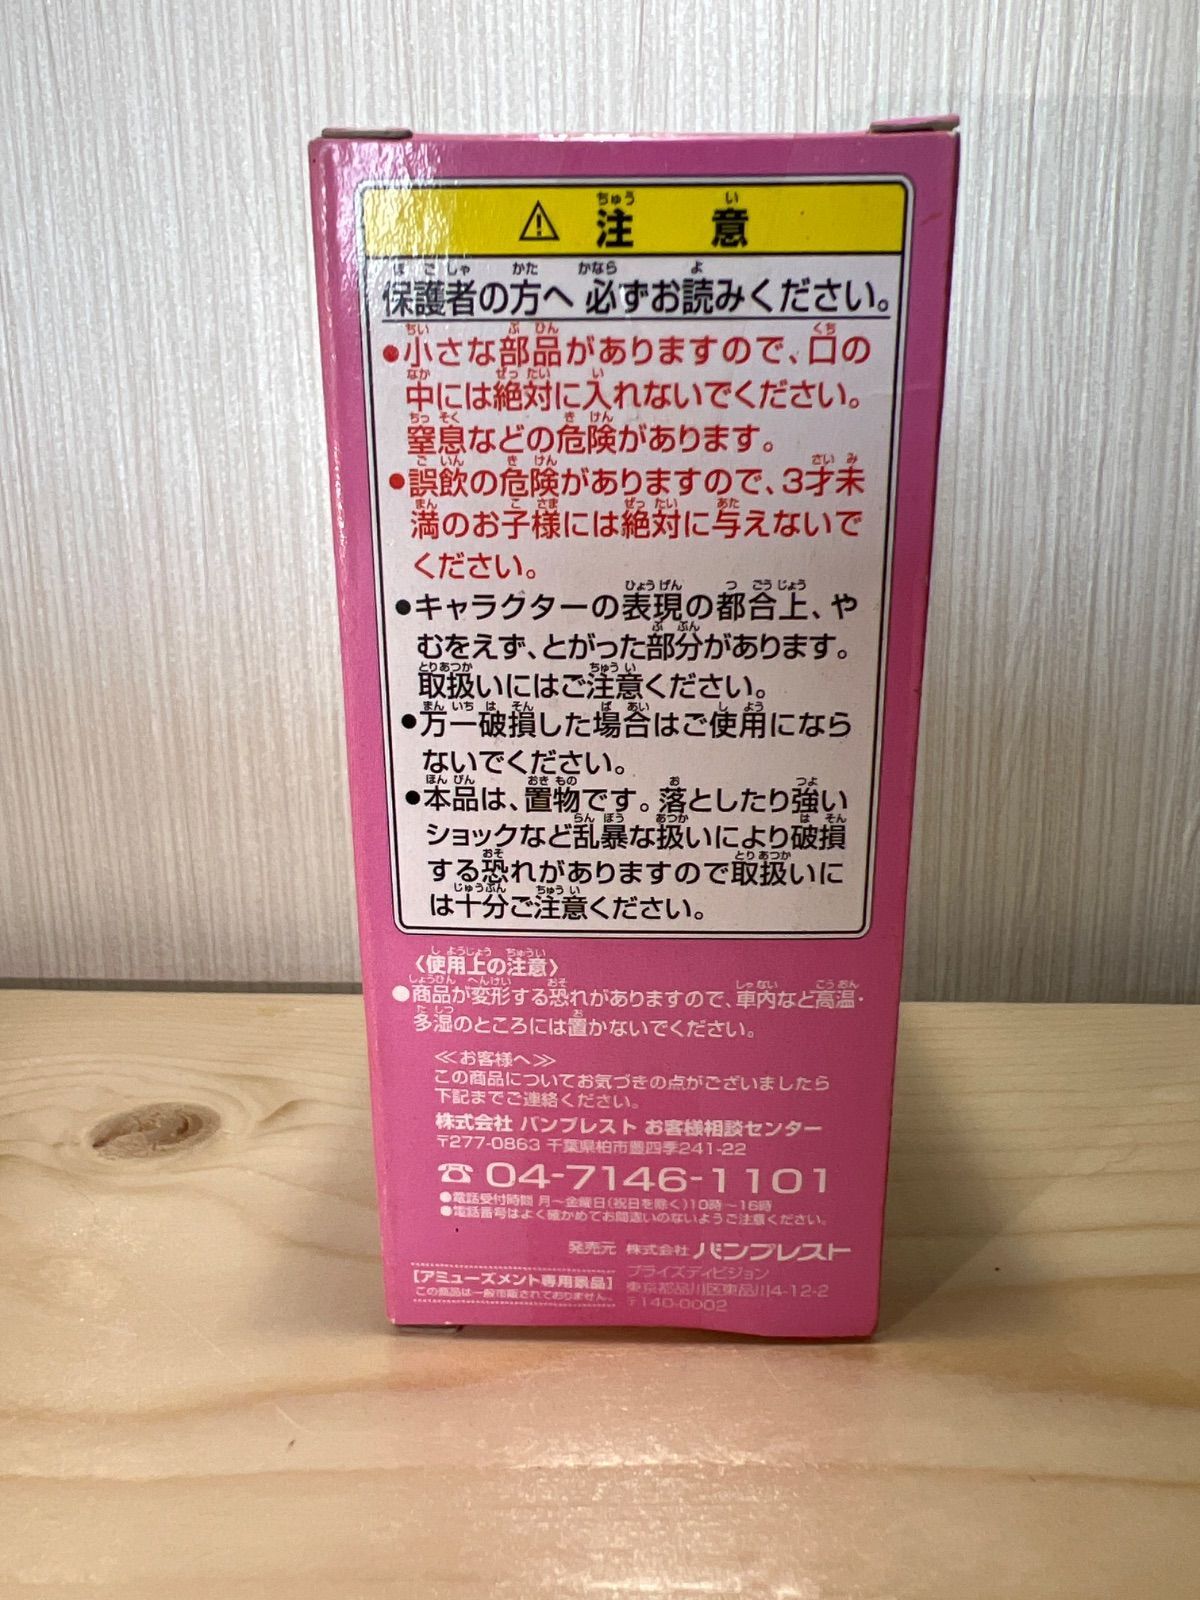 ⚠ 注意
保護者の方へ 必ずお読みください。
●小さな部品がありますので、口の
中には絶対に入れないでください。
窒息などの危険があります。
●誤飲の危険がありますので、3才未
満のお子様には絶対に与えないで
ください。
●キャラクターの表現の都合上、や
むをえず、とがった部分があります。
取扱いにはご注意ください。
●万一破損した場合はご使用になら
ないでください。
●本品は、置物です。落としたり強い
ショックなど乱暴な扱いにより破損
する恐れがありますので取扱いに
は十分ご注意ください。
〈使用上の注意〉
●商品が変形する恐れがありますので、車内など高温・
多湿のところには置かないでください。
≪お客様へ≫
この商品についてお気づきの点がございましたら
下記までご連絡ください。
株式会社 バンプレスト お客様相談センター
〒277-0863 千葉県柏市豊四季241-22
☎ 04-7146-1101
●電話受付時間 月〜金曜日(祝日を除く)10時〜16時
●電話番号はよく確かめてお間違いのないようご注意ください。
発売元 株式会社 バンプレスト
プライズディビジョン
東京都品川区東品川4-12-2
〒140-0002
【アミューズメント専用景品】
この商品は一般市販されておりません。